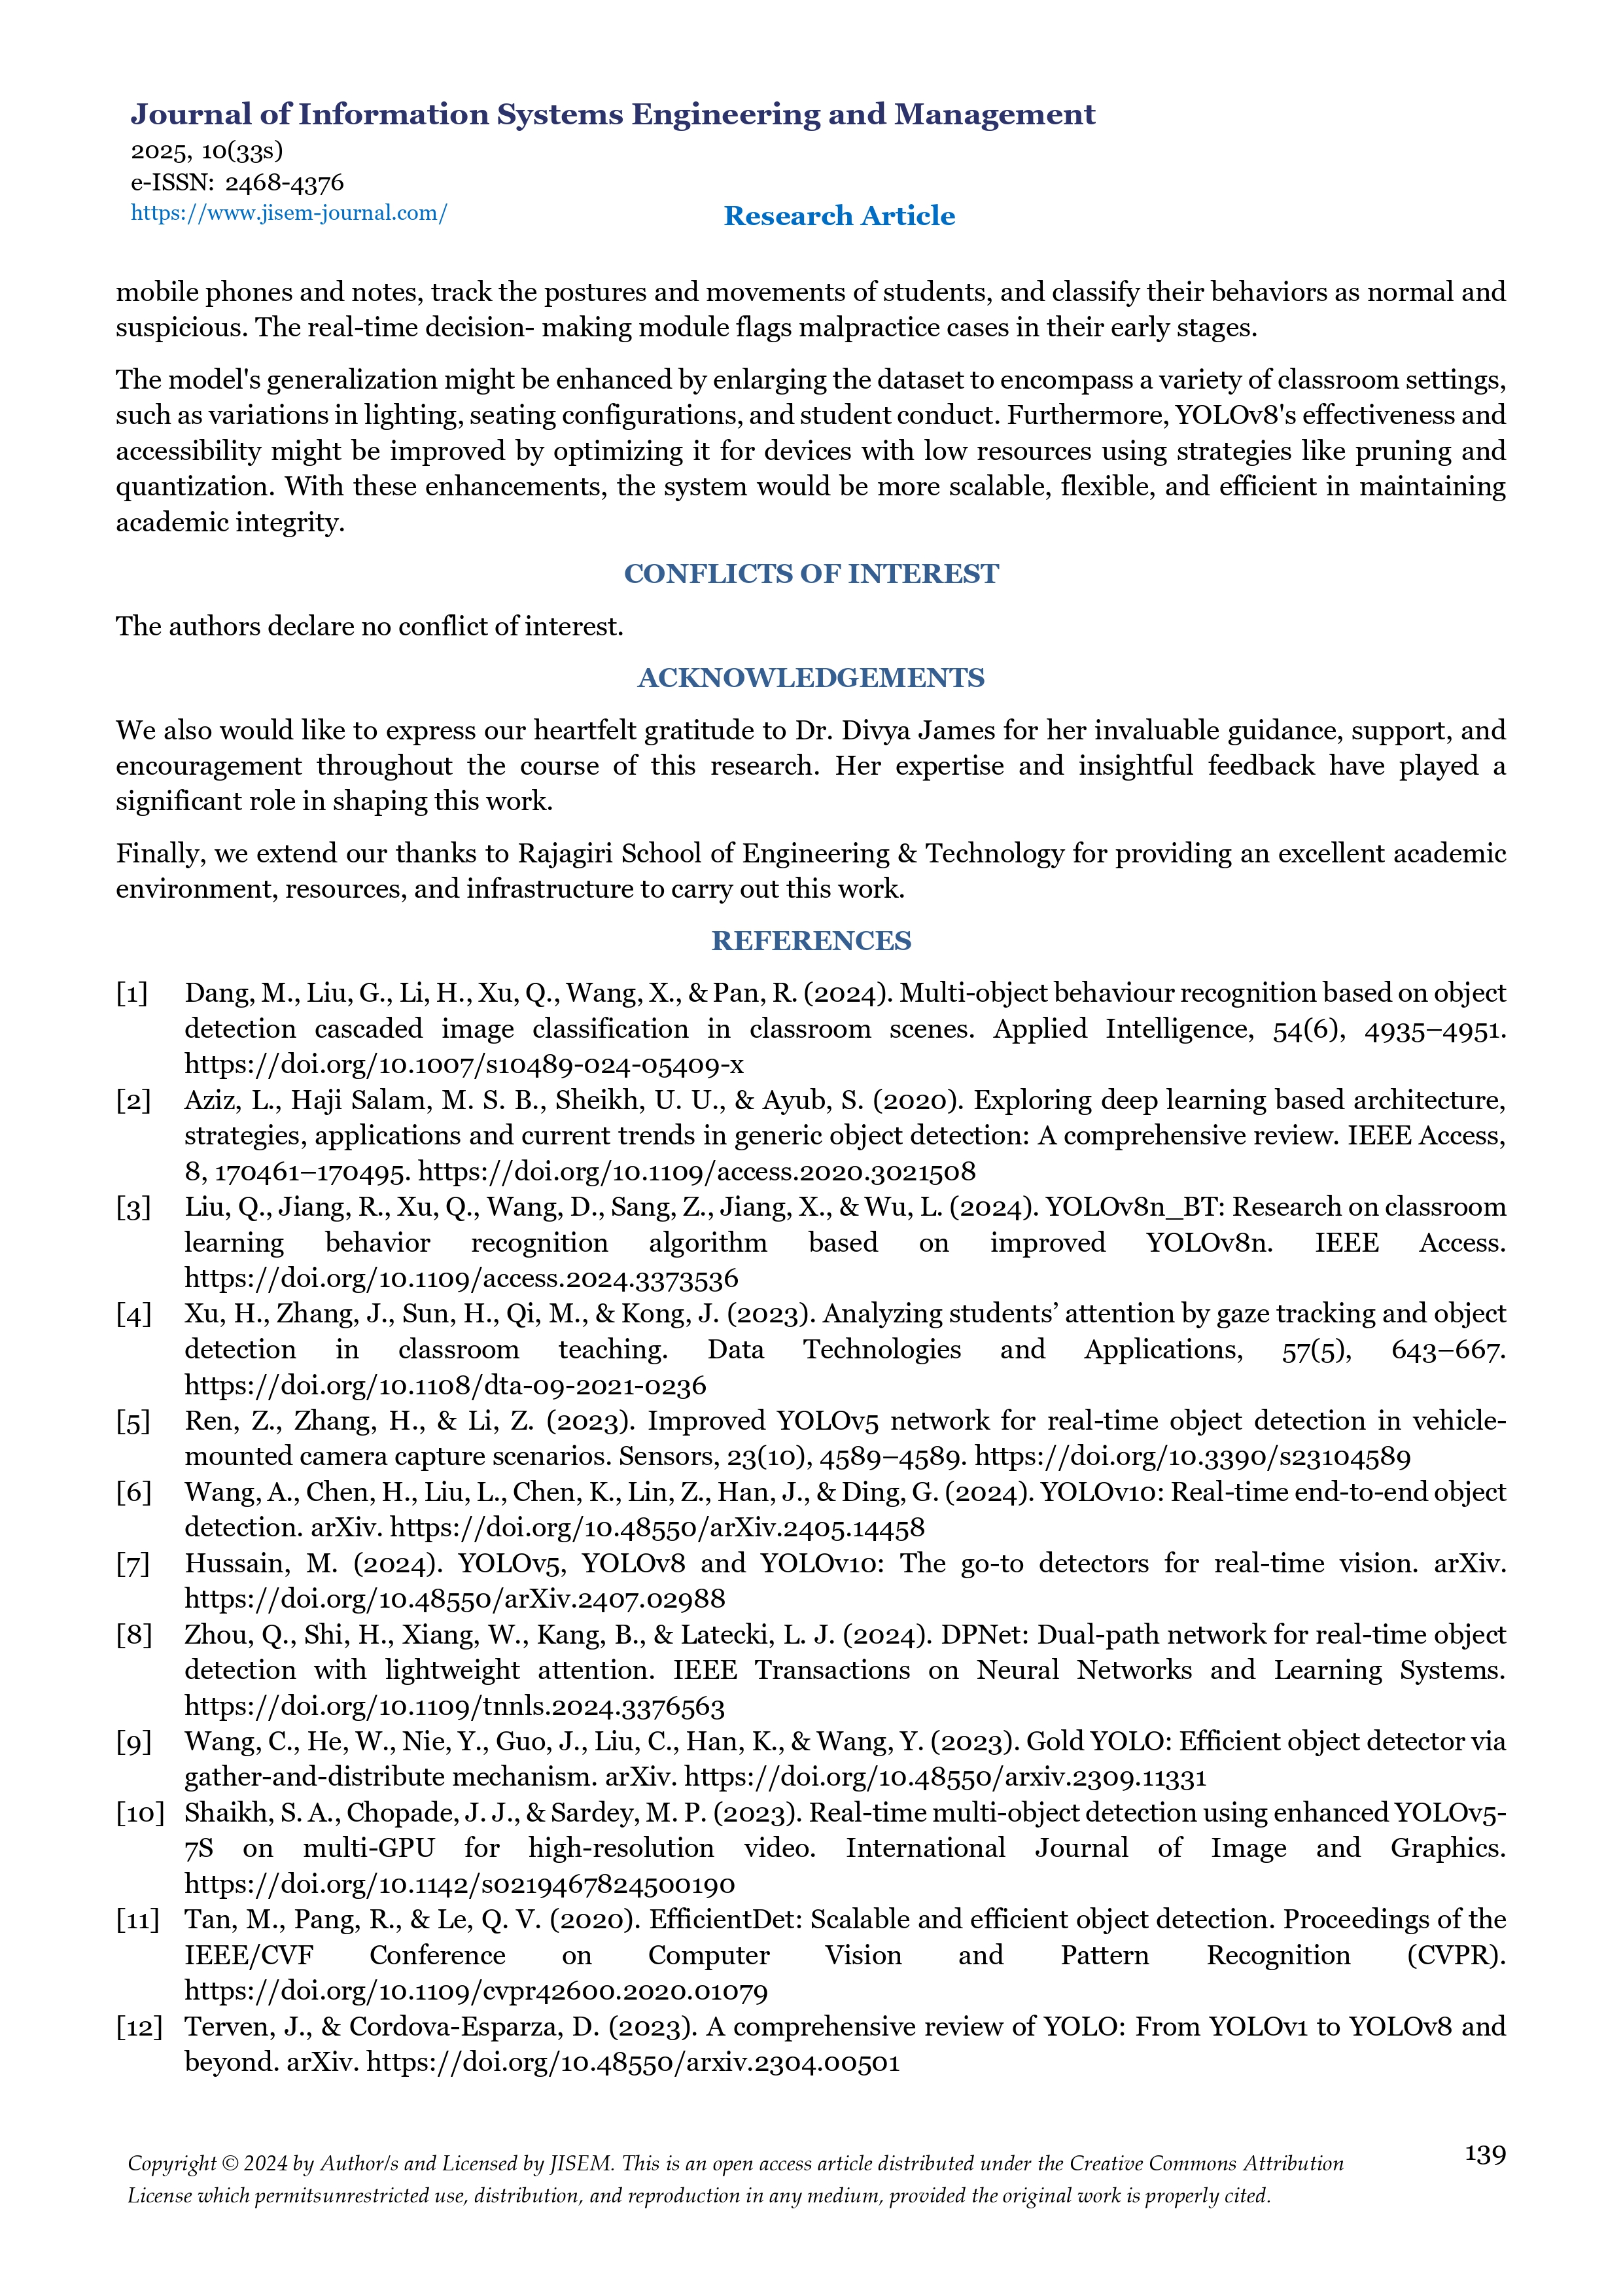 Journal of Information Systems Engineering and Management
2025, 10(33s)
e-ISSN: 2468-4376
https://www.jisem-journal.com/
Research Article
mobile phones and notes, track the postures and movements of students, and classify their behaviors as normal and
suspicious. The real-time decision- making module flags malpractice cases in their early stages.
The model's generalization might be enhanced by enlarging the dataset to encompass a variety of classroom settings,
such as variations in lighting, seating configurations, and student conduct. Furthermore, YOLOv8's effectiveness and
accessibility might be improved by optimizing it for devices with low resources using strategies like pruning and
quantization. With these enhancements, the system would be more scalable, flexible, and efficient in maintaining
academic integrity.
CONFLICTS OF INTEREST
The authors declare no conflict of interest.
ACKNOWLEDGEMENTS
We also would like to express our heartfelt gratitude to Dr. Divya James for her invaluable guidance, support, and
encouragement throughout the course of this research. Her expertise and insightful feedback have played a
significant role in shaping this work.
Finally, we extend our thanks to Rajagiri School of Engineering & Technology for providing an excellent academic
environment, resources, and infrastructure to carry out this work.
REFERENCES
[1] Dang, M., Liu, G., Li, H., Xu, Q., Wang, X., & Pan, R. (2024). Multi-object behaviour recognition based on object
detection cascaded image classification in classroom scenes. Applied Intelligence, 54(6), 4935–4951.
https://doi.org/10.1007/s10489-024-05409-x
[2] Aziz, L., Haji Salam, M. S. B., Sheikh, U. U., & Ayub, S. (2020). Exploring deep learning based architecture,
strategies, applications and current trends in generic object detection: A comprehensive review. IEEE Access,
8, 170461–170495. https://doi.org/10.1109/access.2020.3021508
[3] Liu, Q., Jiang, R., Xu, Q., Wang, D., Sang, Z., Jiang, X., & Wu, L. (2024). YOLOv8n_BT: Research on classroom
learning behavior recognition algorithm based on improved YOLOv8n. IEEE Access.
https://doi.org/10.1109/access.2024.3373536
[4] Xu, H., Zhang, J., Sun, H., Qi, M., & Kong, J. (2023). Analyzing students’ attention by gaze tracking and object
detection in classroom teaching. Data Technologies and Applications, 57(5), 643–667.
https://doi.org/10.1108/dta-09-2021-0236
[5] Ren, Z., Zhang, H., & Li, Z. (2023). Improved YOLOv5 network for real-time object detection in vehicle-
mounted camera capture scenarios. Sensors, 23(10), 4589–4589. https://doi.org/10.3390/s23104589
[6] Wang, A., Chen, H., Liu, L., Chen, K., Lin, Z., Han, J., & Ding, G. (2024). YOLOv10: Real-time end-to-end object
detection. arXiv. https://doi.org/10.48550/arXiv.2405.14458
[7] Hussain, M. (2024). YOLOv5, YOLOv8 and YOLOv10: The go-to detectors for real-time vision. arXiv.
https://doi.org/10.48550/arXiv.2407.02988
[8] Zhou, Q., Shi, H., Xiang, W., Kang, B., & Latecki, L. J. (2024). DPNet: Dual-path network for real-time object
detection with lightweight attention. IEEE Transactions on Neural Networks and Learning Systems.
https://doi.org/10.1109/tnnls.2024.3376563
[9] Wang, C., He, W., Nie, Y., Guo, J., Liu, C., Han, K., & Wang, Y. (2023). Gold YOLO: Efficient object detector via
gather-and-distribute mechanism. arXiv. https://doi.org/10.48550/arxiv.2309.11331
[10] Shaikh, S. A., Chopade, J. J., & Sardey, M. P. (2023). Real-time multi-object detection using enhanced YOLOv5-
7S on multi-GPU for high-resolution video. International Journal of Image and Graphics.
https://doi.org/10.1142/s0219467824500190
[11] Tan, M., Pang, R., & Le, Q. V. (2020). EfficientDet: Scalable and efficient object detection. Proceedings of the
IEEE/CVF Conference on Computer Vision and Pattern Recognition (CVPR).
https://doi.org/10.1109/cvpr42600.2020.01079
[12] Terven, J., & Cordova-Esparza, D. (2023). A comprehensive review of YOLO: From YOLOv1 to YOLOv8 and
beyond. arXiv. https://doi.org/10.48550/arxiv.2304.00501
139
Copyright © 2024 by Author/s and Licensed by JISEM. This is an open access article distributed under the Creative Commons Attribution
License which permitsunrestricted use, distribution, and reproduction in any medium, provided the original work is properly cited.